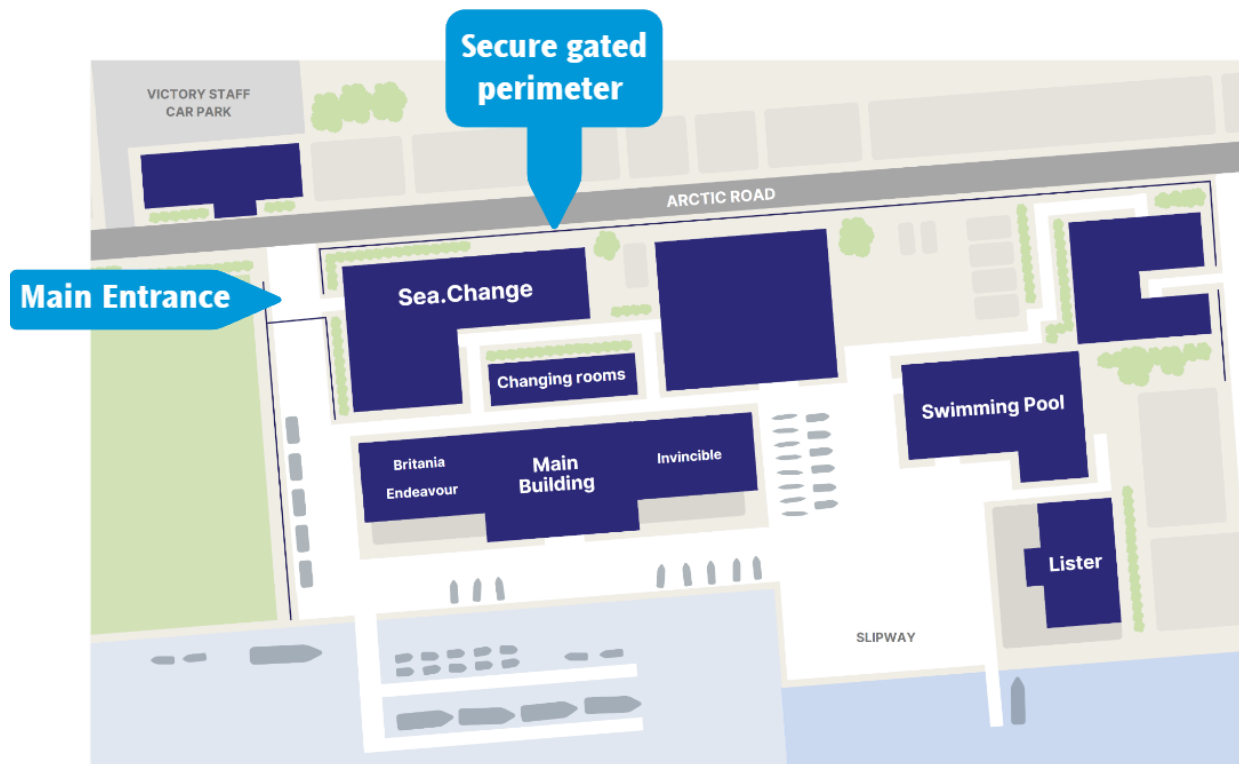 Secure gated
perimeter
VICTORY STAFF
CAR PARK
ARCTIC ROAD
Main Entrance
Sea.Change
Changing rooms
Swimming Pool
Britania
Endeavour
Main
Building
Invincible
Lister
SLIPWAY